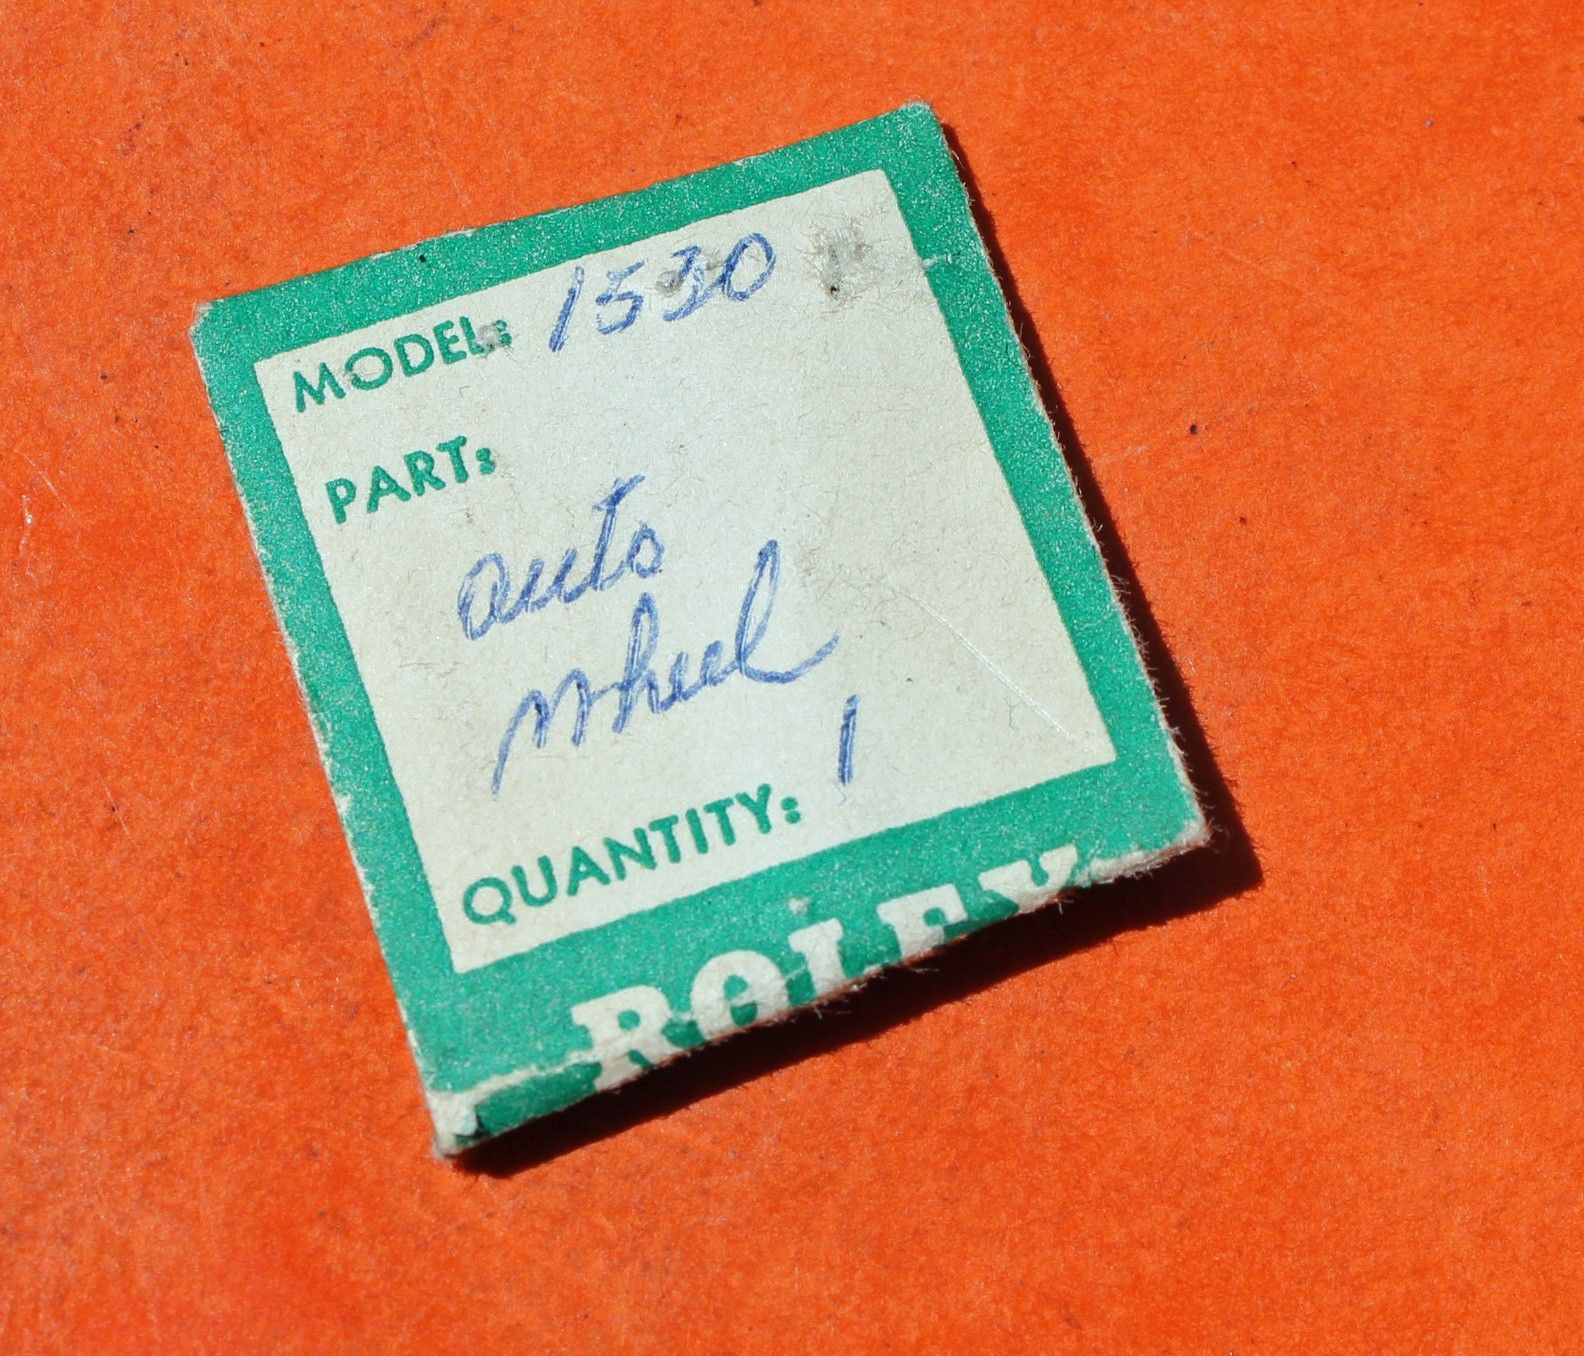 MODEL: 1530
PART:
auto
wheel
QUANTITY: 1
ROLEX